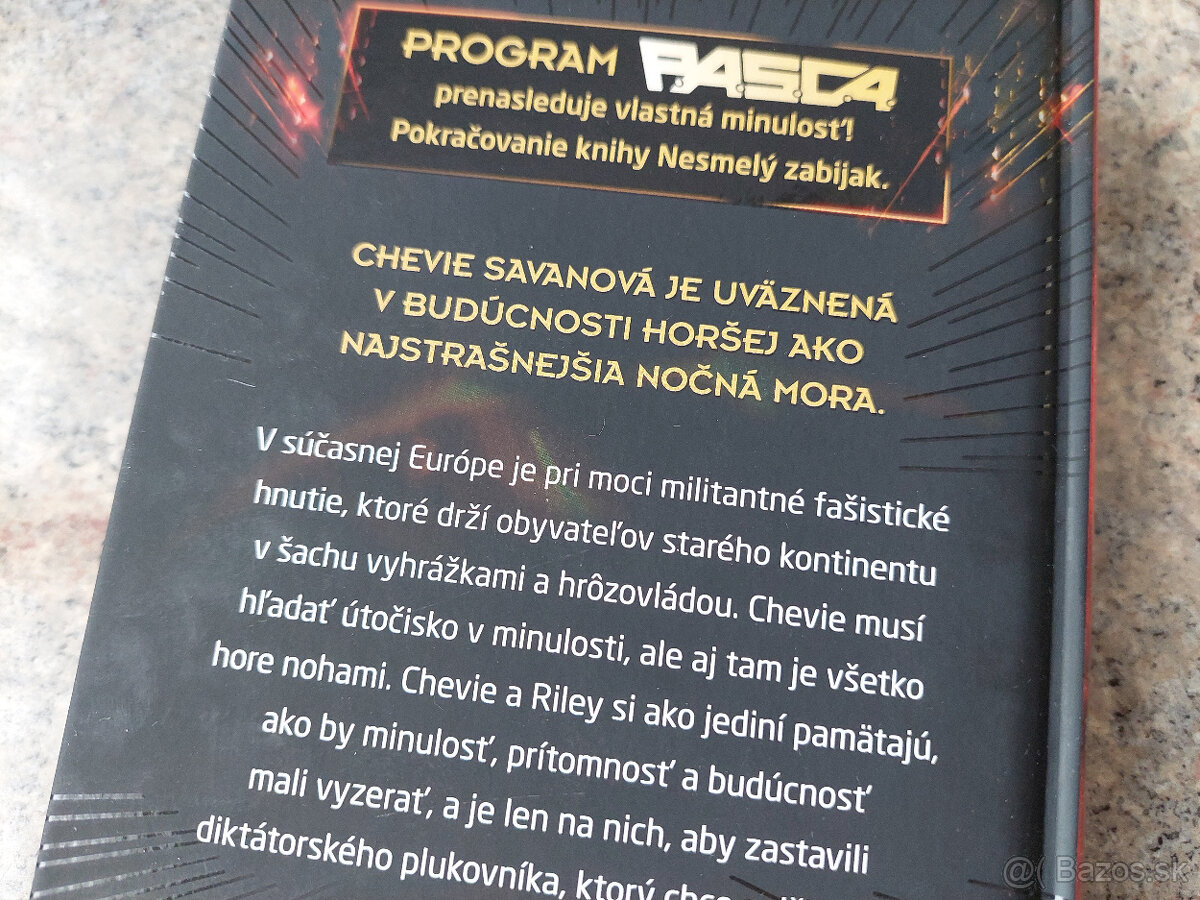 PROGRAM P.A.S.C.A.
prenasleduje vlastná minulosť!
Pokračovanie knihy Nesmelý zabijak.
CHEVIE SAVANOVÁ JE UVÄZNENÁ
V BUDÚCNOSTI HORŠEJ AKO
NAJSTRAŠNEJŠIA NOČNÁ MORA.
V súčasnej Európe je pri moci militantné fašistické
hnutie, ktoré drží obyvateľov starého kontinentu
v šachu vyhrážkami a hrôzovládou. Chevie musí
hľadať útočisko v minulosti, ale aj tam je všetko
hore nohami. Chevie a Riley si ako jediní pamätajú,
ako by minulosť, prítomnosť a budúcnosť
mali vyzerať, a je len na nich, aby zastavili
diktátorského plukovníka, ktorý chce
@( Bazos.sk